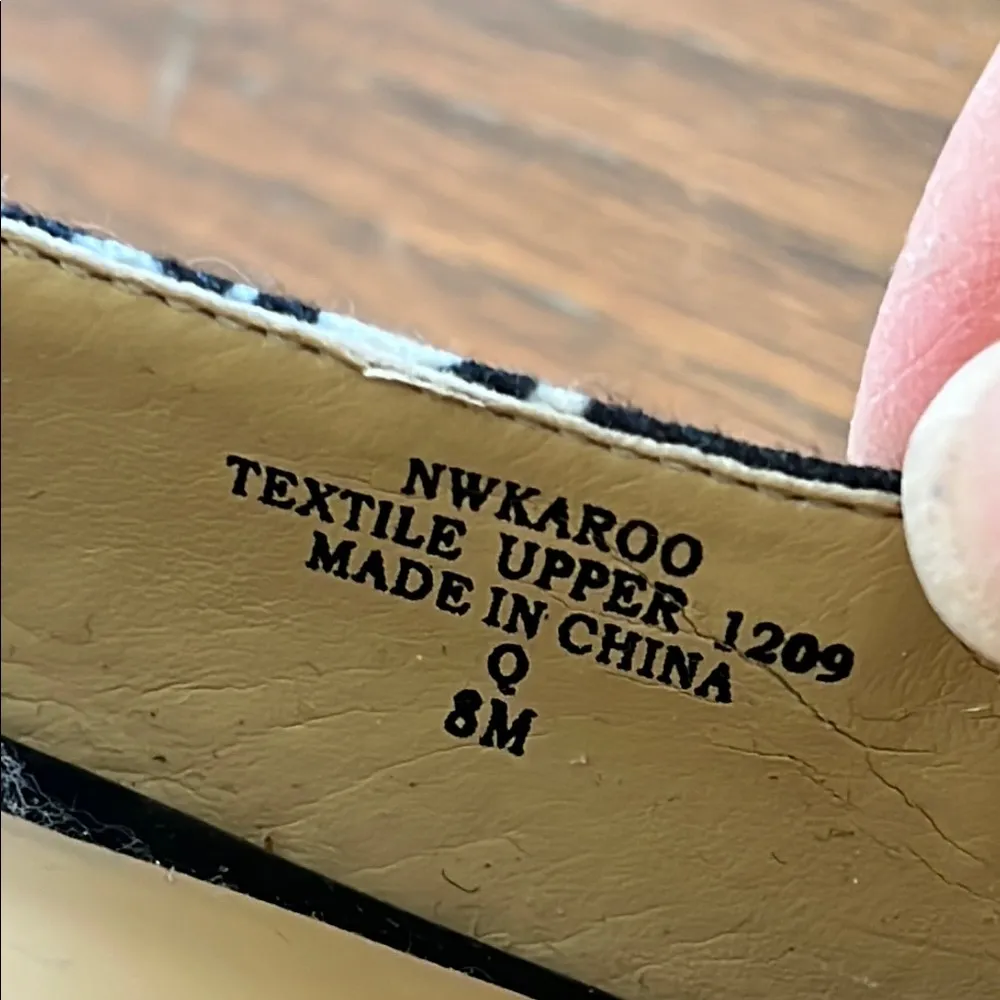 NWKAROO
TEXTILE UPPER 1209
MADE IN CHINA
Q
8M